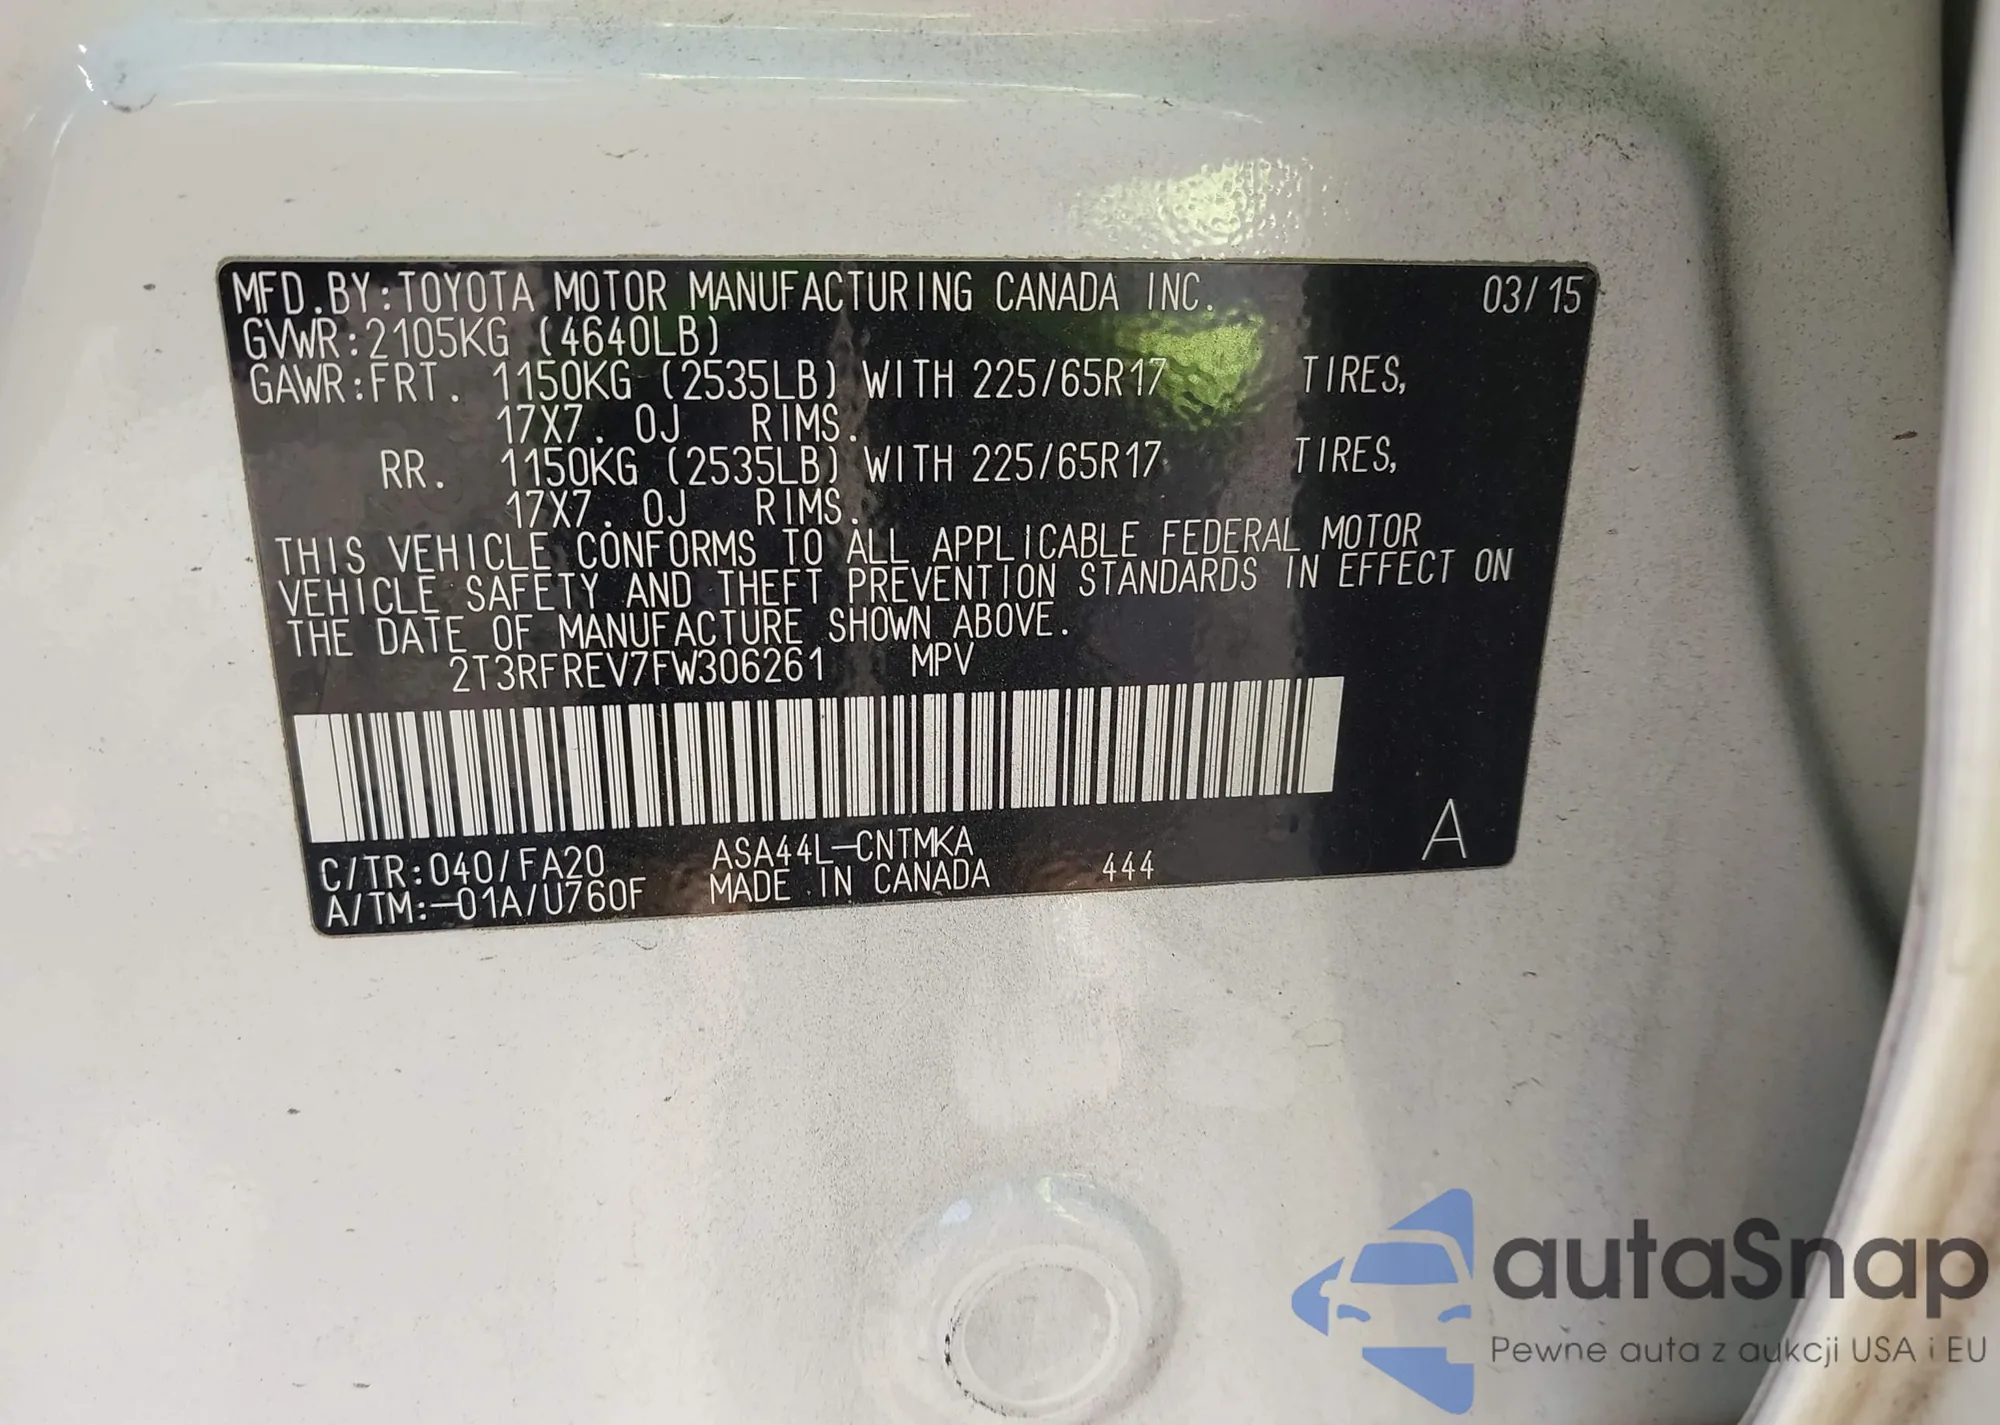 MFD.BY:TOYOTA MOTOR MANUFACTURING CANADA INC. 03/15
GVWR:2105KG (4640LB)
GAWR:FRT. 1150KG (2535LB) WITH 225/65R17 TIRES,
17X7.0J RIMS.
RR. 1150KG (2535LB) WITH 225/65R17 TIRES,
17X7.0J RIMS.
THIS VEHICLE CONFORMS TO ALL APPLICABLE FEDERAL MOTOR
VEHICLE SAFETY AND THEFT PREVENTION STANDARDS IN EFFECT ON
THE DATE OF MANUFACTURE SHOWN ABOVE.
2T3RFREV7FW306261 MPV
C/TR:040/FA20 ASA44L-CNTMKA
A/TM:-01A/U760F MADE IN CANADA 444 A
autaSnap
Pewne auta z aukcji USA i EU